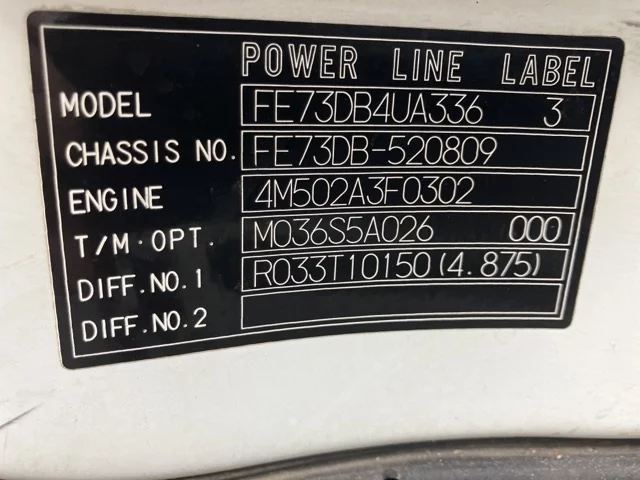 POWER LINE LABEL
MODEL FE73DB4UA336 3
CHASSIS NO. FE73DB-520809
ENGINE 4M502A3F0302
T/M·OPT. M036S5A026 000
DIFF.NO.1 R033T10150(4.875)
DIFF.NO.2